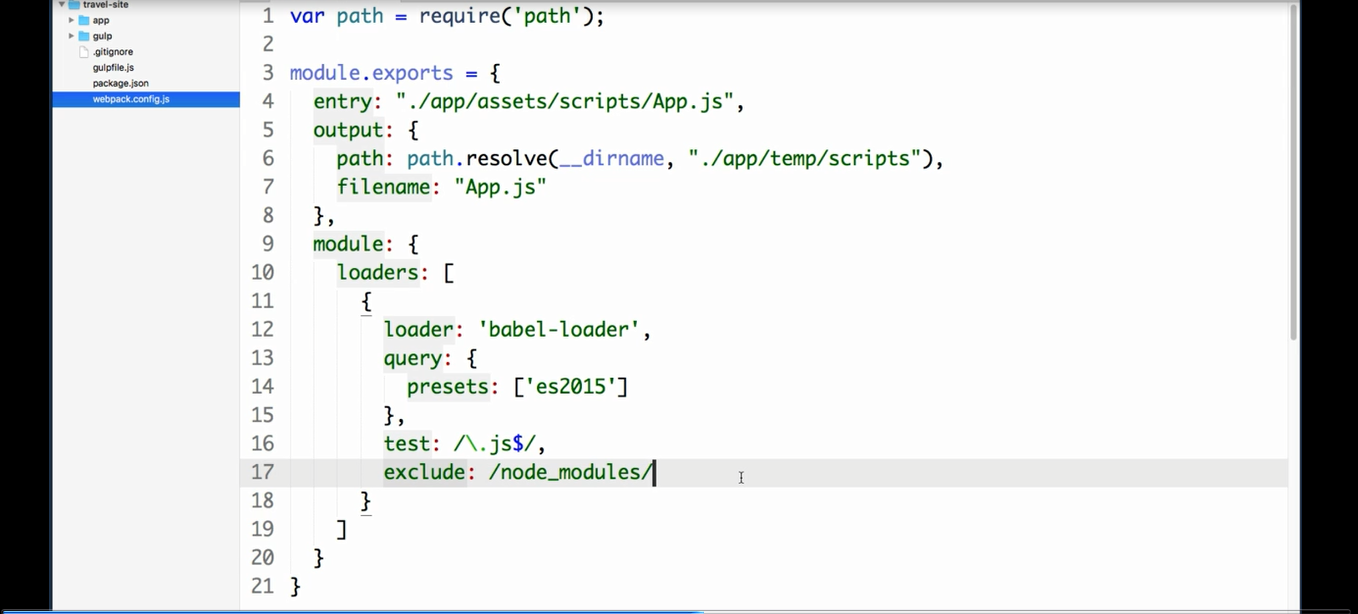 travel-site
app
gulp
.gitignore
gulpfile.js
package.json
webpack.config.js
1 var path = require('path');
2
3 module.exports = {
4 entry: "./app/assets/scripts/App.js",
5 output: {
6 path: path.resolve(__dirname, "./app/temp/scripts"),
7 filename: "App.js"
8 },
9 module: {
10 loaders: [
11 {
12 loader: 'babel-loader',
13 query: {
14 presets: ['es2015']
15 },
16 test: /\.js$/,
17 exclude: /node_modules/
18 }
19 ]
20 }
21 }